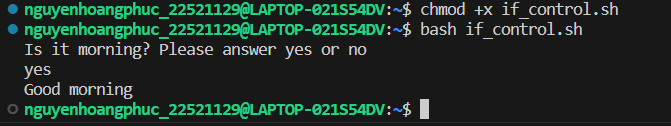 nguyenhoangphuc_22521129@LAPTOP-021S54DV:~$ chmod +x if_control.sh
nguyenhoangphuc_22521129@LAPTOP-021S54DV:~$ bash if_control.sh
Is it morning? Please answer yes or no
yes
Good morning
nguyenhoangphuc_22521129@LAPTOP-021S54DV:~$